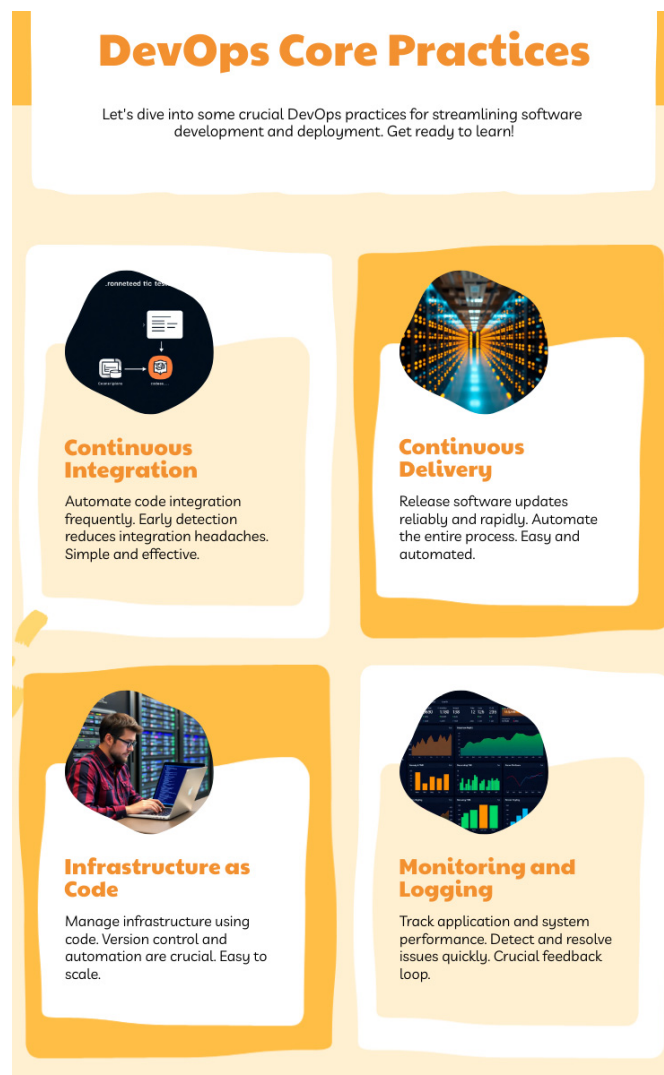 DevOps Core Practices
Let's dive into some crucial DevOps practices for streamlining software
development and deployment. Get ready to learn!
Continuous
Integration
Automate code integration
frequently. Early detection
reduces integration headaches.
Simple and effective.
Continuous
Delivery
Release software updates
reliably and rapidly. Automate
the entire process. Easy and
automated.
Infrastructure as
Code
Manage infrastructure using
code. Version control and
automation are crucial. Easy to
scale.
Monitoring and
Logging
Track application and system
performance. Detect and resolve
issues quickly. Crucial feedback
loop.